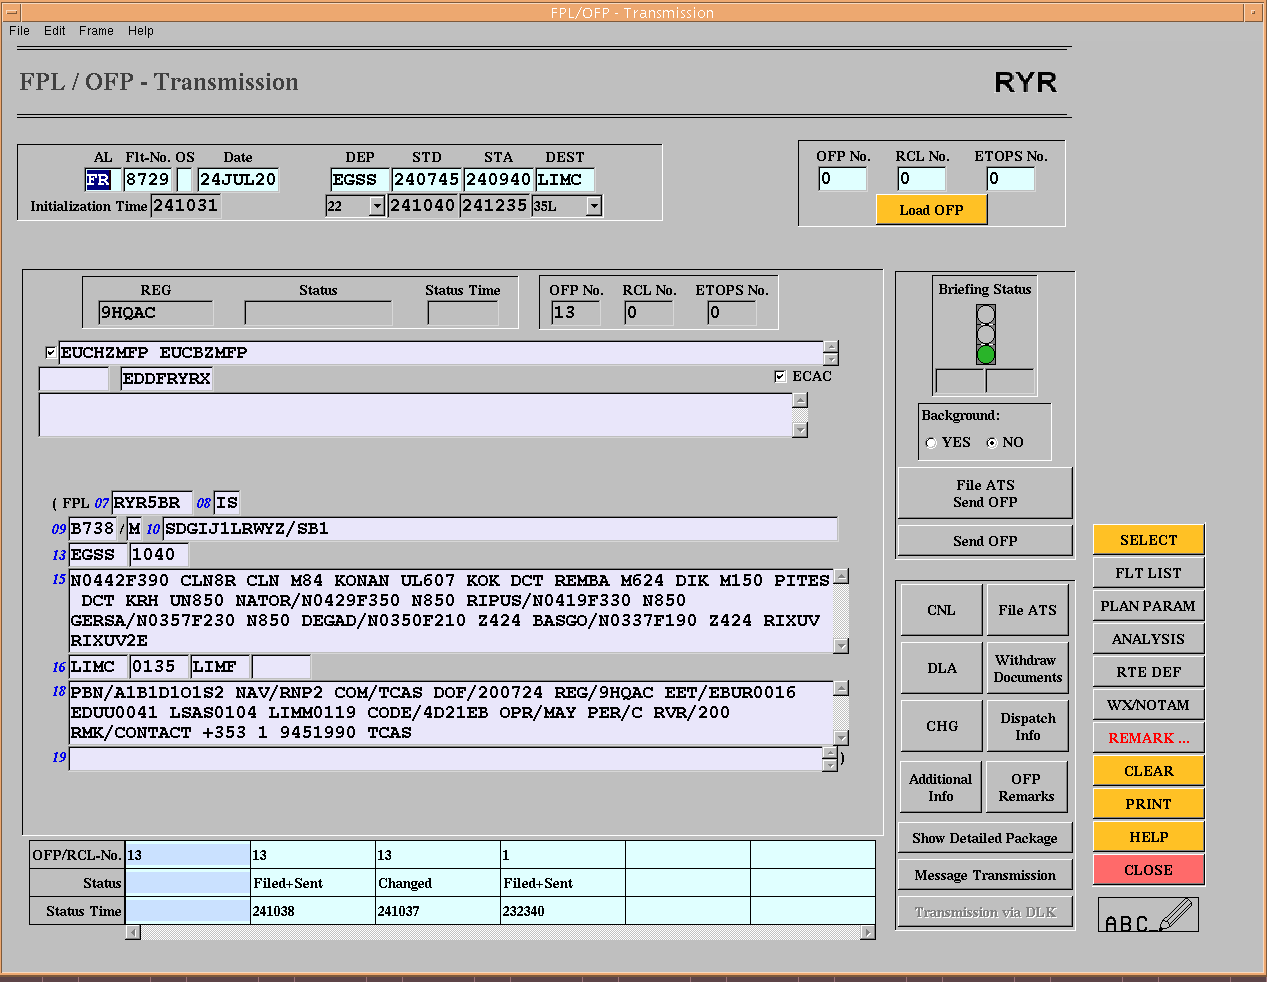 FPL/OFP - Transmission
File Edit Frame Help
FPL / OFP - Transmission
RYR
AL Flt-No. OS Date DEP STD STA DEST
FR 8729 24JUL20 EGSS 240745 240940 LIMC
Initialization Time 241031 22 241040 241235 35L
OFP No. RCL No. ETOPS No.
0 0 0
Load OFP
REG Status Status Time
9HQAC
OFP No. RCL No. ETOPS No.
13 0 0
EUCHZMFP EUCBZMFP
EDDFRYRX ECAC
( FPL 07 RYR5BR 08 IS
09 B738 / M 10 SDGIJ1LRWYZ/SB1
13 EGSS 1040
15 N0442F390 CLN8R CLN M84 KONAN UL607 KOK DCT REMBA M624 DIK M150 PITES
DCT KRH UN850 NATOR/N0429F350 N850 RIPUS/N0419F330 N850
GERSA/N0357F230 N850 DEGAD/N0350F210 Z424 BASGO/N0337F190 Z424 RIXUV
RIXUV2E
16 LIMC 0135 LIMF
18 PBN/A1B1D1O1S2 NAV/RNP2 COM/TCAS DOF/200724 REG/9HQAC EET/EBUR0016
EDUU0041 LSAS0104 LIMM0119 CODE/4D21EB OPR/MAY PER/C RVR/200
RMK/CONTACT +353 1 9451990 TCAS
19 )
OFP/RCL-No. 13 13 13 1
Status Filed+Sent Changed Filed+Sent
Status Time 241038 241037 232340
Briefing Status
Background:
YES NO
File ATS
Send OFP
Send OFP
CNL File ATS
DLA Withdraw
Documents
CHG Dispatch
Info
Additional
Info
OFP
Remarks
Show Detailed Package
Message Transmission
Transmission via DLK
SELECT
FLT LIST
PLAN PARAM
ANALYSIS
RTE DEF
WX/NOTAM
REMARK ...
CLEAR
PRINT
HELP
CLOSE
ABC_